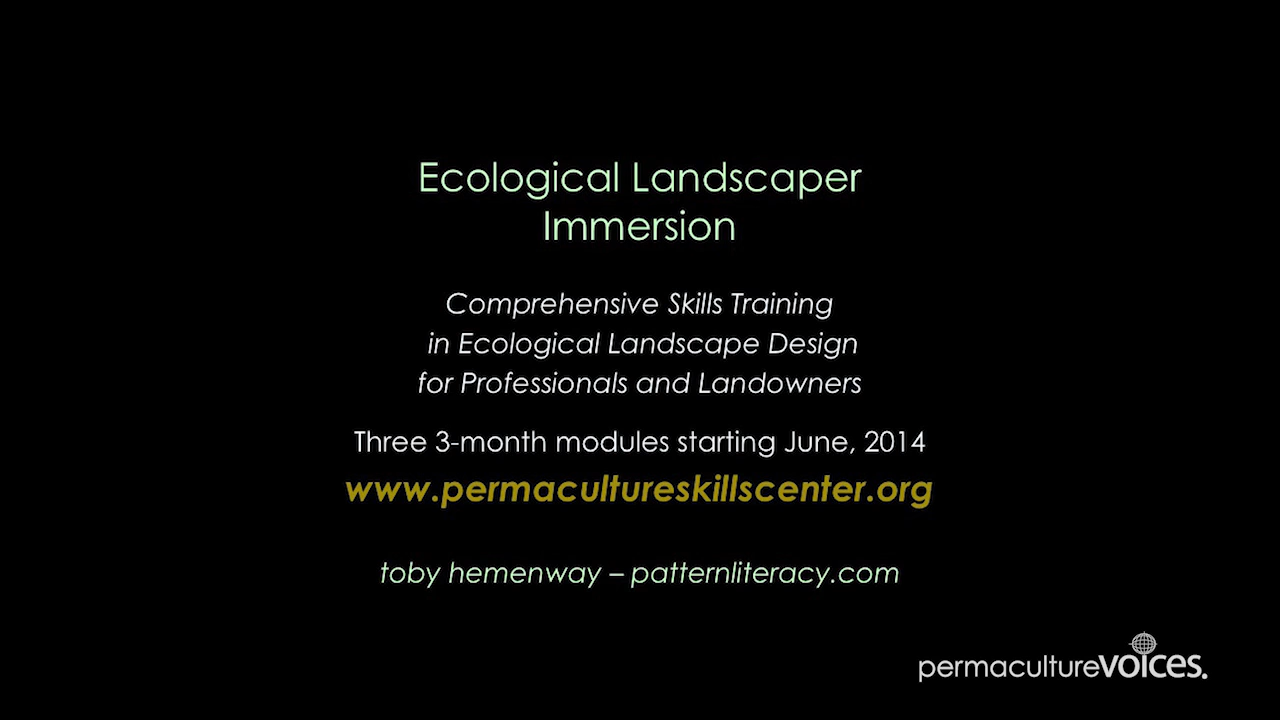 Ecological Landscaper
Immersion
Comprehensive Skills Training
in Ecological Landscape Design
for Professionals and Landowners
Three 3-month modules starting June, 2014
www.permacultureskillscenter.org
toby hemenway – patternliteracy.com
permaculturevoices.